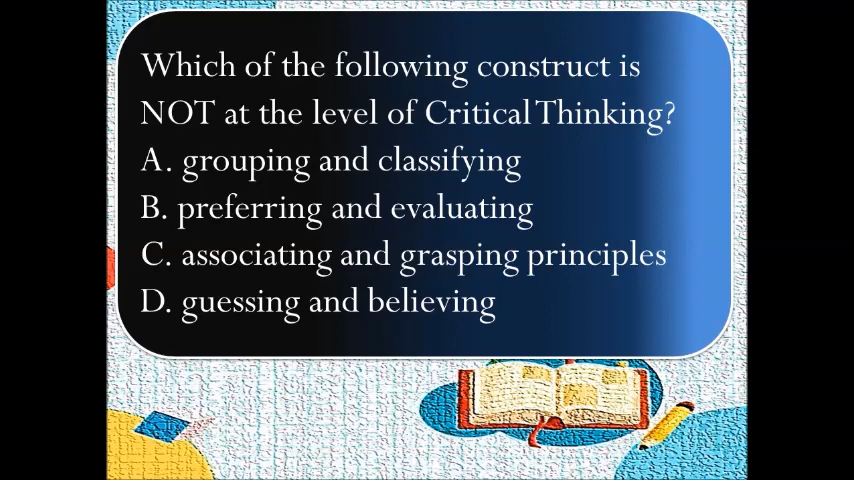 Which of the following construct is
NOT at the level of Critical Thinking?
A. grouping and classifying
B. preferring and evaluating
C. associating and grasping principles
D. guessing and believing